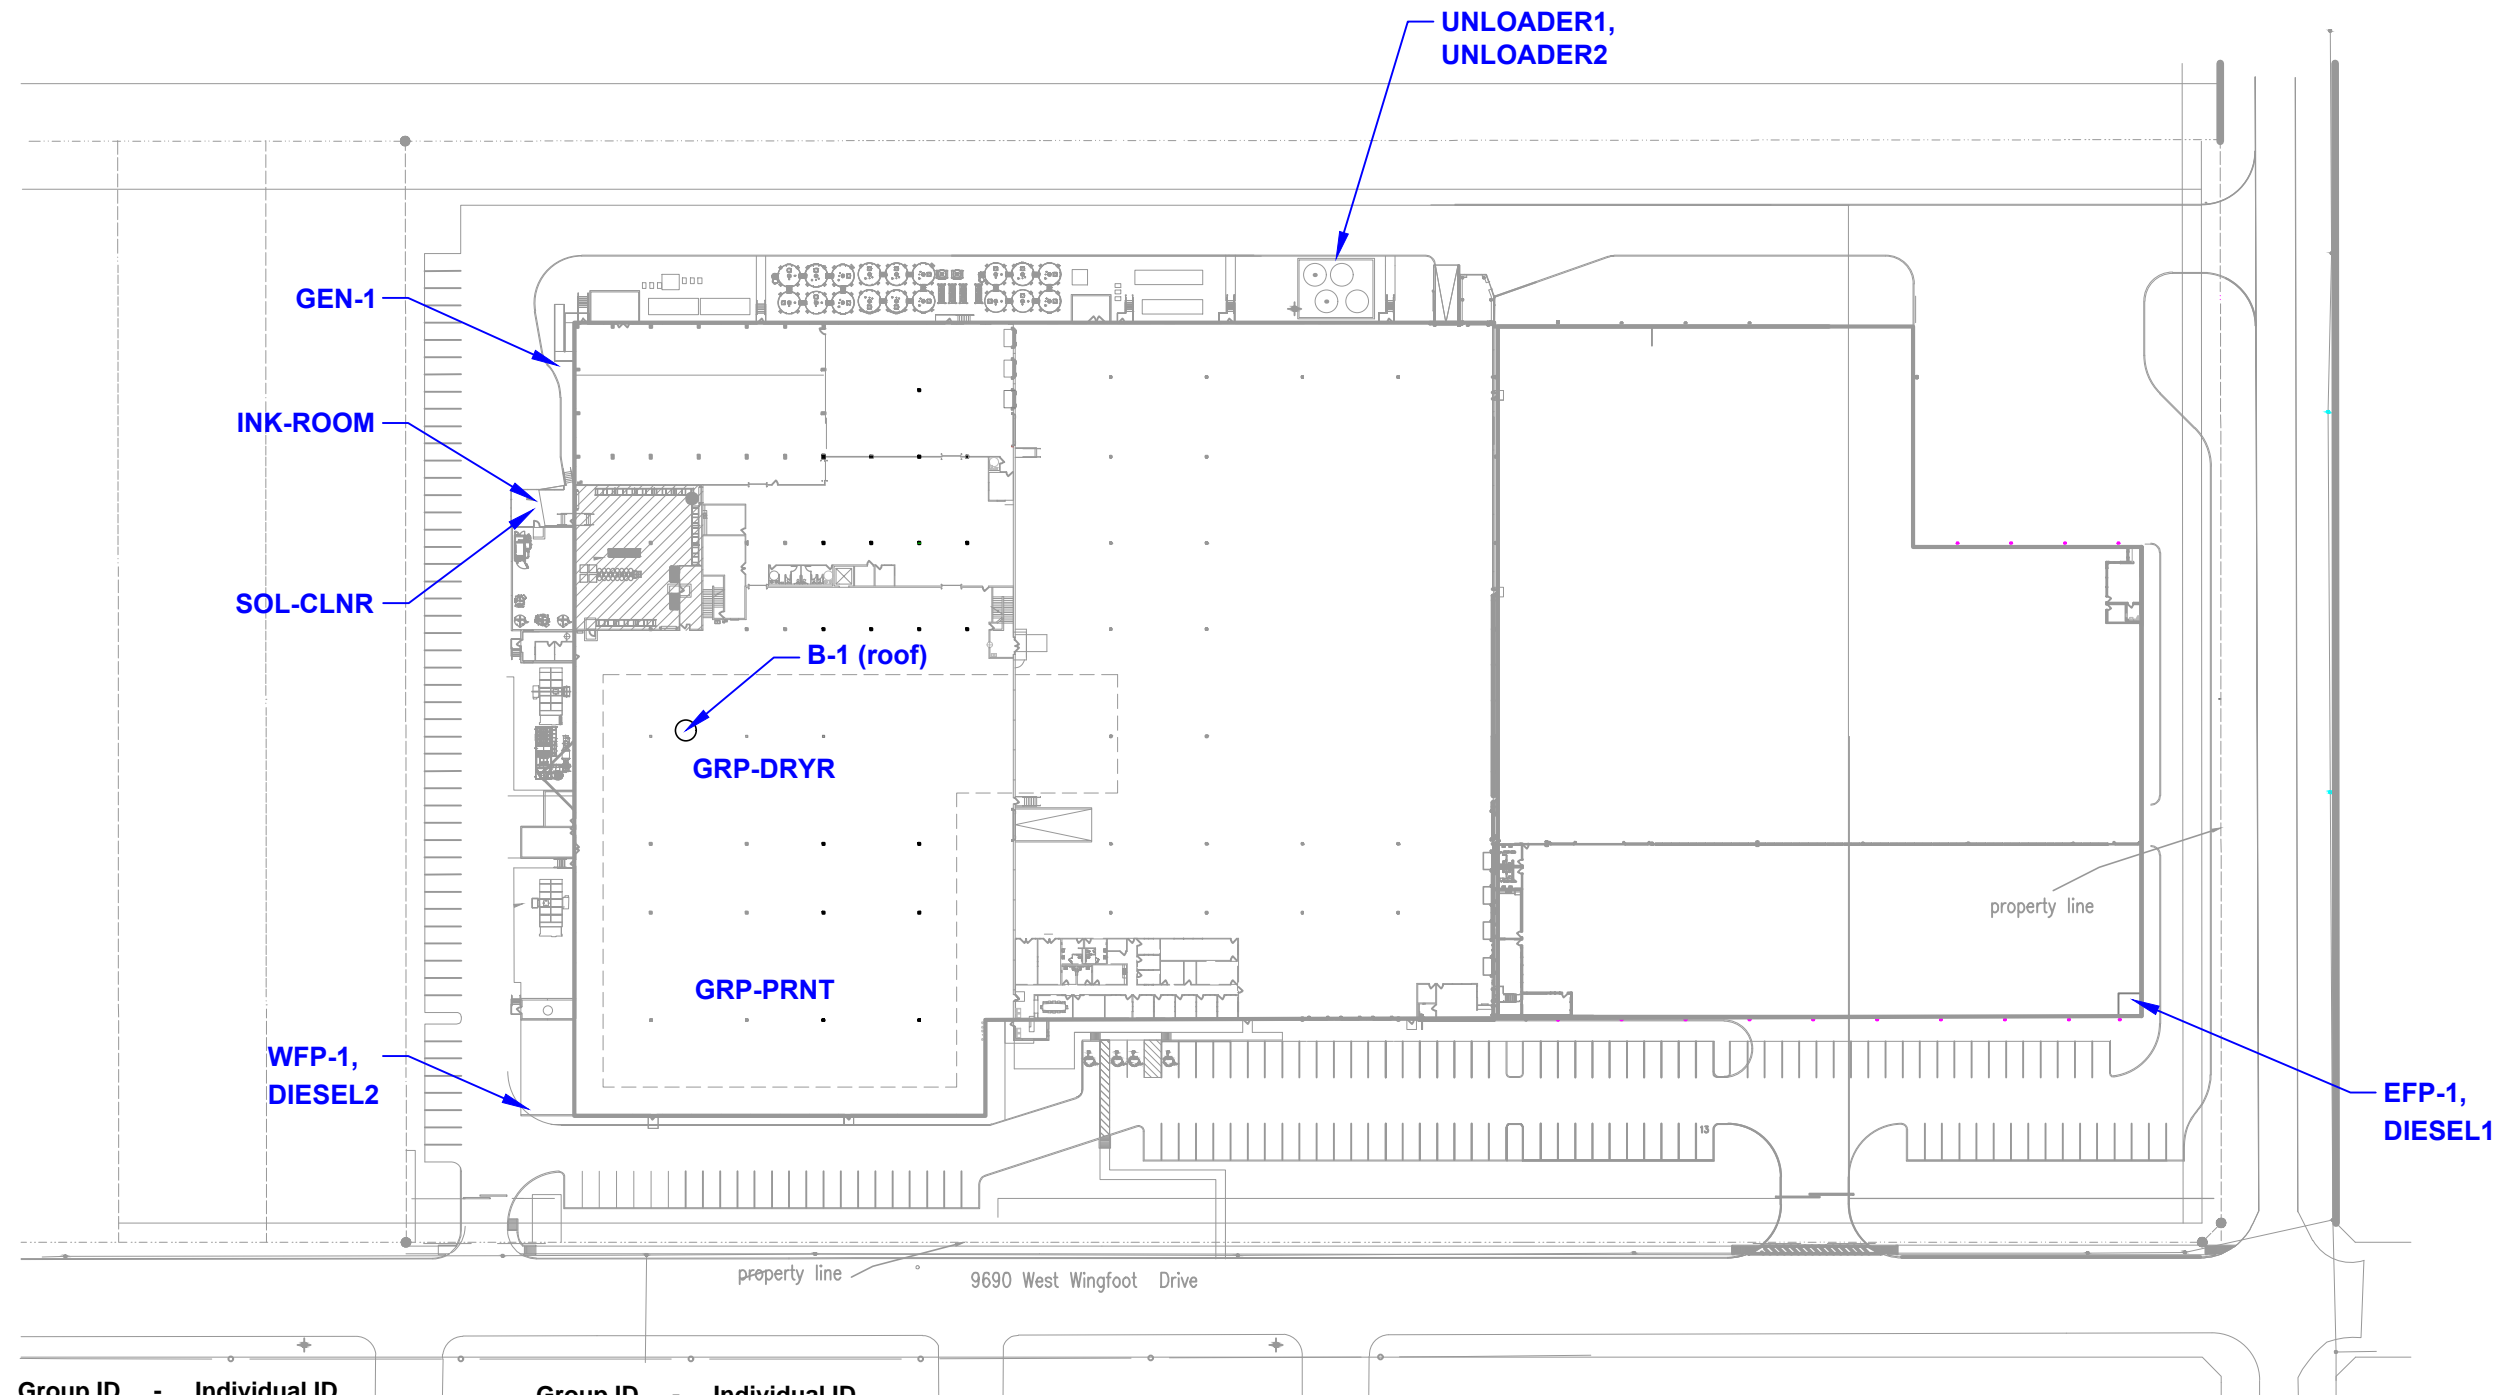 UNLOADER1,
UNLOADER2
GEN-1
INK-ROOM
SOL-CLNR
B-1 (roof)
GRP-DRYR
property line
GRP-PRNT
WFP-1,
DIESEL2
EFP-1,
DIESEL1
13
property line
9690 West Wingfoot Drive
Group ID - Individual ID
Group ID - Individual ID